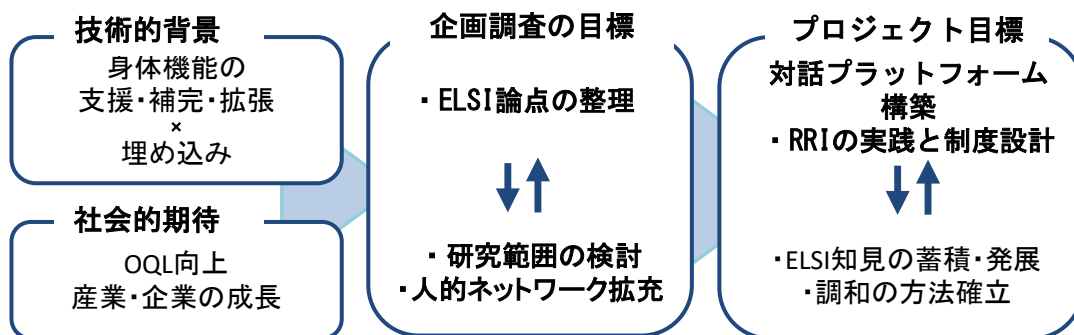 技術的背景
身体機能の
支援・補完・拡張
×
埋め込み
社会的期待
OQL向上
産業・企業の成長
企画調査の目標
・ELSI論点の整理
・研究範囲の検討
・人的ネットワーク拡充
プロジェクト目標
対話プラットフォーム
構築
・RRIの実践と制度設計
・ELSI知見の蓄積・発展
・調和の方法確立